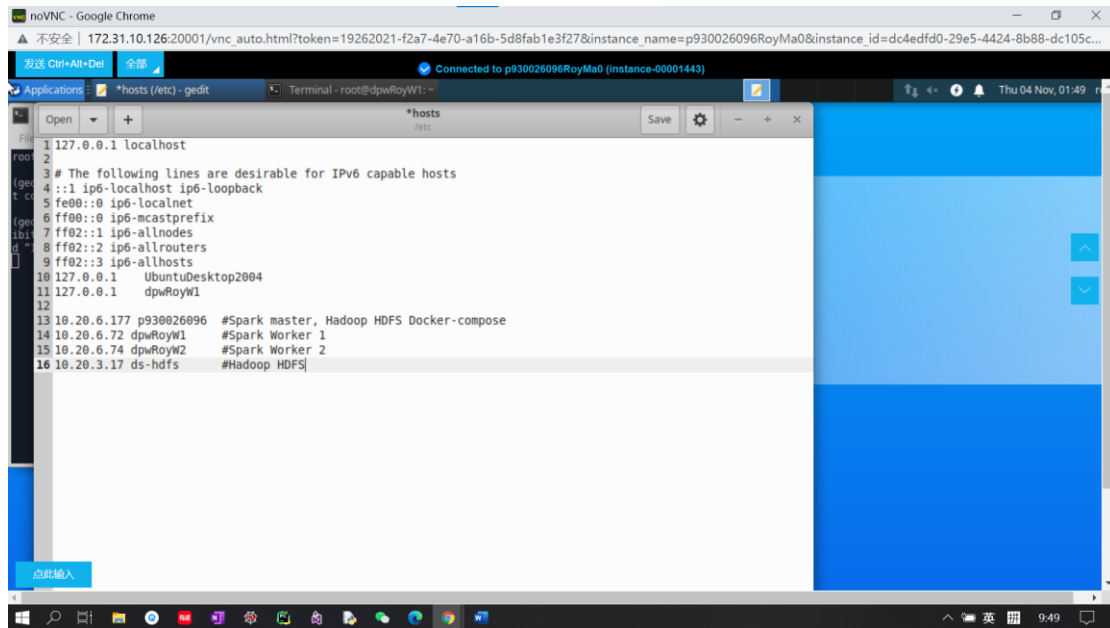 noVNC - Google Chrome
不安全 | 172.31.10.126:20001/vnc_auto.html?token=19262021-f2a7-4e70-a16b-5d8fab1e3f27&instance_name=p930026096RoyMa0&instance_id=dc4edfd0-29e5-4424-8b88-dc105c...
发送 Ctrl+Alt+Del 全部
Connected to p930026096RoyMa0 (instance-00001443)
Applications *hosts (/etc) - gedit Terminal - root@dpwRoyW1: ~ Thu 04 Nov, 01:49
Open + *hosts Save
/etc
1 127.0.0.1 localhost
2
3 # The following lines are desirable for IPv6 capable hosts
4 ::1 ip6-localhost ip6-loopback
5 fe00::0 ip6-localnet
6 ff00::0 ip6-mcastprefix
7 ff02::1 ip6-allnodes
8 ff02::2 ip6-allrouters
9 ff02::3 ip6-allhosts
10 127.0.0.1 UbuntuDesktop2004
11 127.0.0.1 dpwRoyW1
12
13 10.20.6.177 p930026096 #Spark master, Hadoop HDFS Docker-compose
14 10.20.6.72 dpwRoyW1 #Spark Worker 1
15 10.20.6.74 dpwRoyW2 #Spark Worker 2
16 10.20.3.17 ds-hdfs #Hadoop HDFS
点此输入
英 9:49